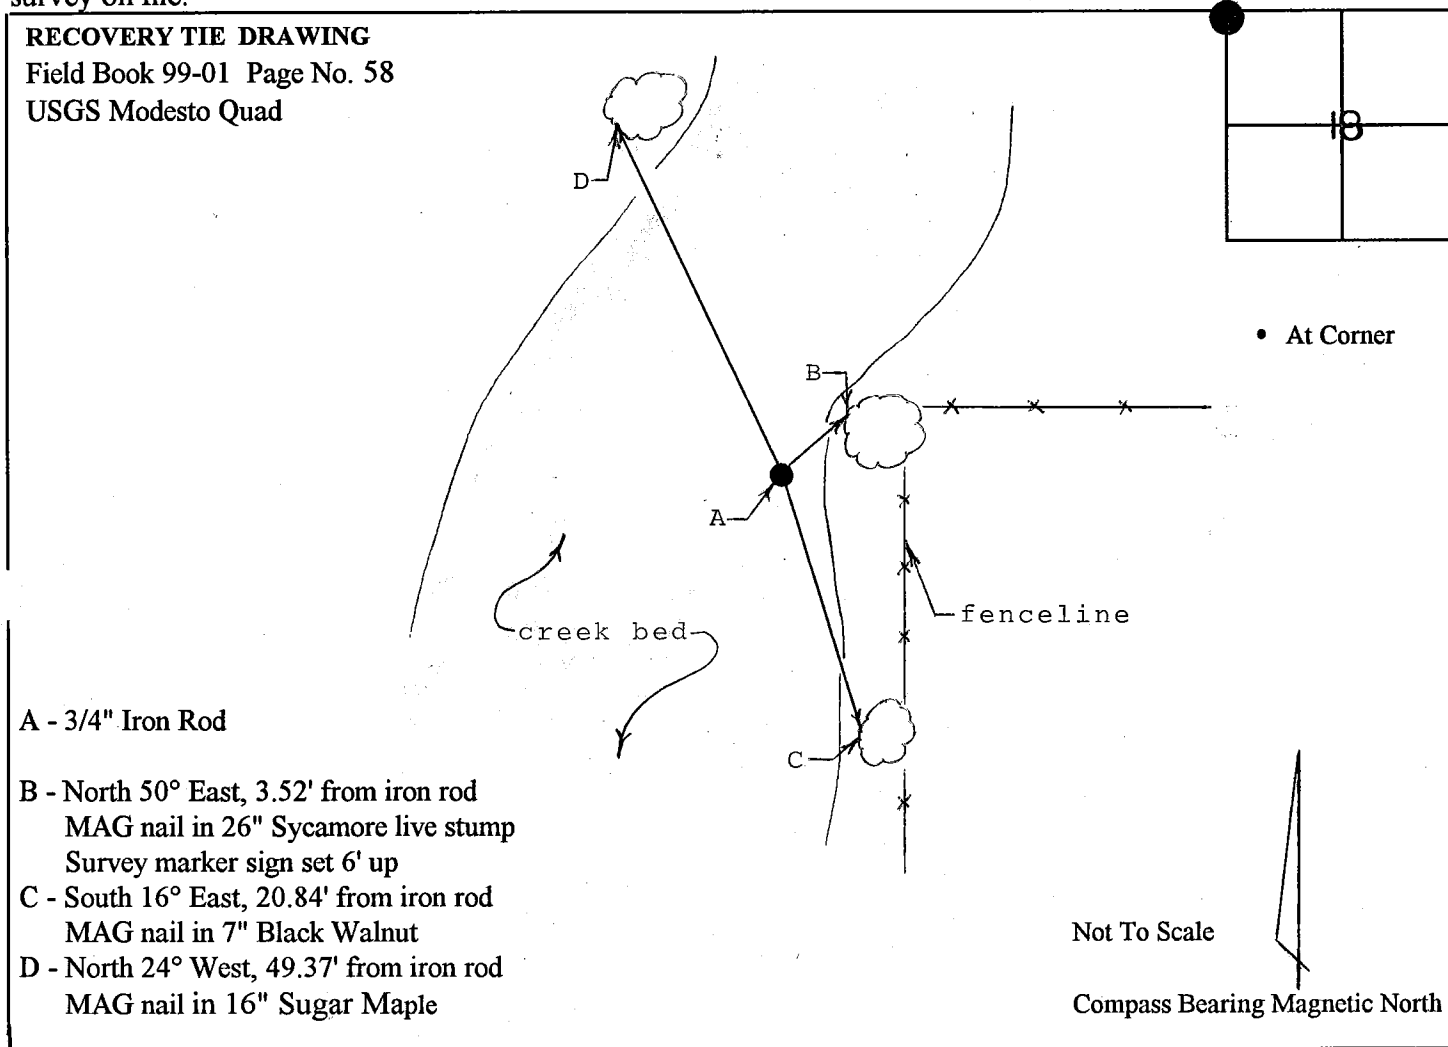 RECOVERY TIE DRAWING
Field Book 99-01 Page No. 58
USGS Modesto Quad
18
D
• At Corner
B
A
fenceline
creek bed
C
A - 3/4" Iron Rod
B - North 50° East, 3.52' from iron rod
MAG nail in 26" Sycamore live stump
Survey marker sign set 6' up
C - South 16° East, 20.84' from iron rod
MAG nail in 7" Black Walnut
D - North 24° West, 49.37' from iron rod
MAG nail in 16" Sugar Maple
Not To Scale
Compass Bearing Magnetic North